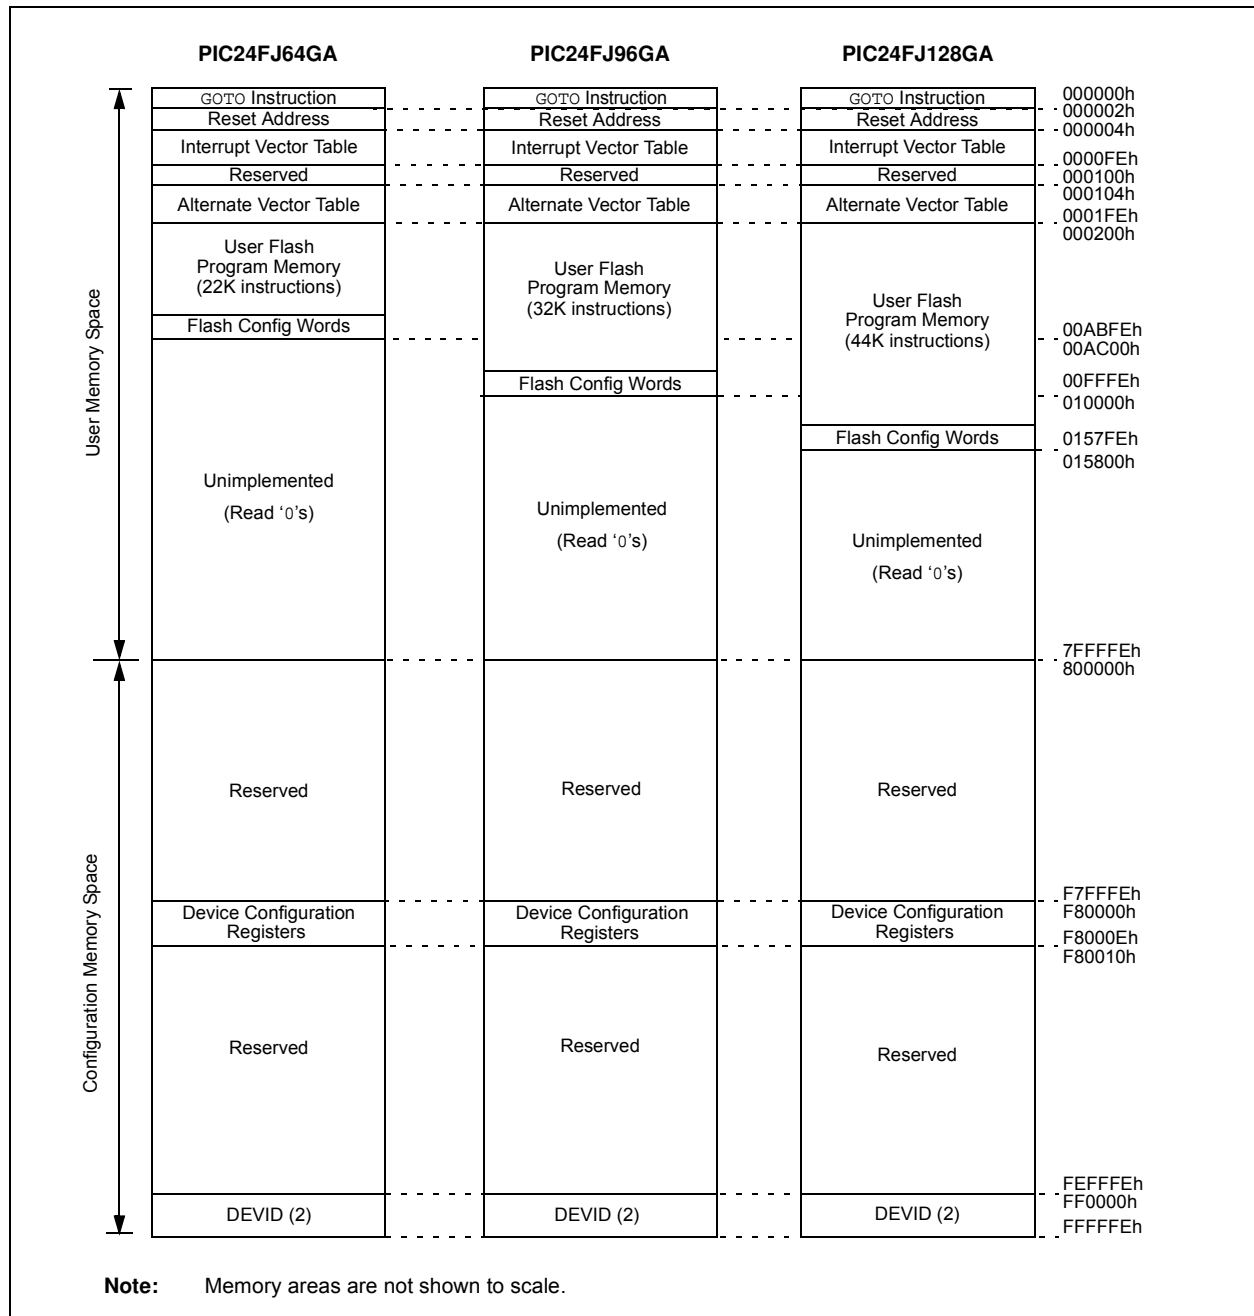 PIC24FJ64GA PIC24FJ96GA PIC24FJ128GA
GOTO Instruction GOTO Instruction GOTO Instruction 000000h
000002h
Reset Address Reset Address Reset Address
000004h
Interrupt Vector Table Interrupt Vector Table Interrupt Vector Table
0000FEh
Reserved Reserved Reserved 000100h
000104h
Alternate Vector Table Alternate Vector Table Alternate Vector Table
0001FEh
000200h
User Flash
Program Memory
(22K instructions)
User Flash
Program Memory
(32K instructions)
User Flash
Program Memory
(44K instructions)
Flash Config Words 00ABFEh
00AC00h
Flash Config Words 00FFFEh
010000h
Flash Config Words 0157FEh
015800h
User Memory Space
Unimplemented
(Read ‘0’s)
Unimplemented
(Read ‘0’s)
Unimplemented
(Read ‘0’s)
7FFFFEh
800000h
Reserved Reserved Reserved
Configuration Memory Space
F7FFFEh
F80000h
Device Configuration
Registers
Device Configuration
Registers
Device Configuration
Registers
F8000Eh
F80010h
Reserved Reserved Reserved
FEFFFEh
FF0000h
DEVID (2) DEVID (2) DEVID (2)
FFFFFEh
Note: Memory areas are not shown to scale.